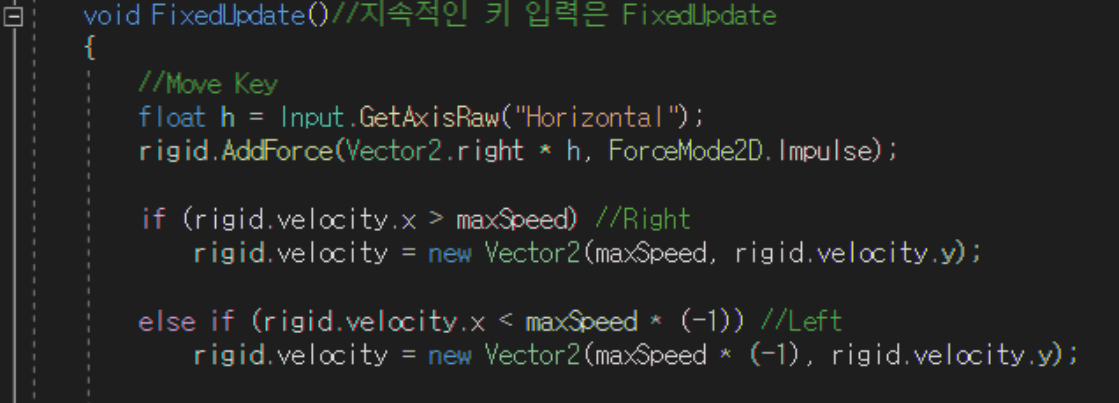 void FixedUpdate()//지속적인 키 입력은 FixedUpdate
{
//Move Key
float h = Input.GetAxisRaw("Horizontal");
rigid.AddForce(Vector2.right * h, ForceMode2D.Impulse);
if (rigid.velocity.x > maxSpeed) //Right
rigid.velocity = new Vector2(maxSpeed, rigid.velocity.y);
else if (rigid.velocity.x < maxSpeed * (-1)) //Left
rigid.velocity = new Vector2(maxSpeed * (-1), rigid.velocity.y);